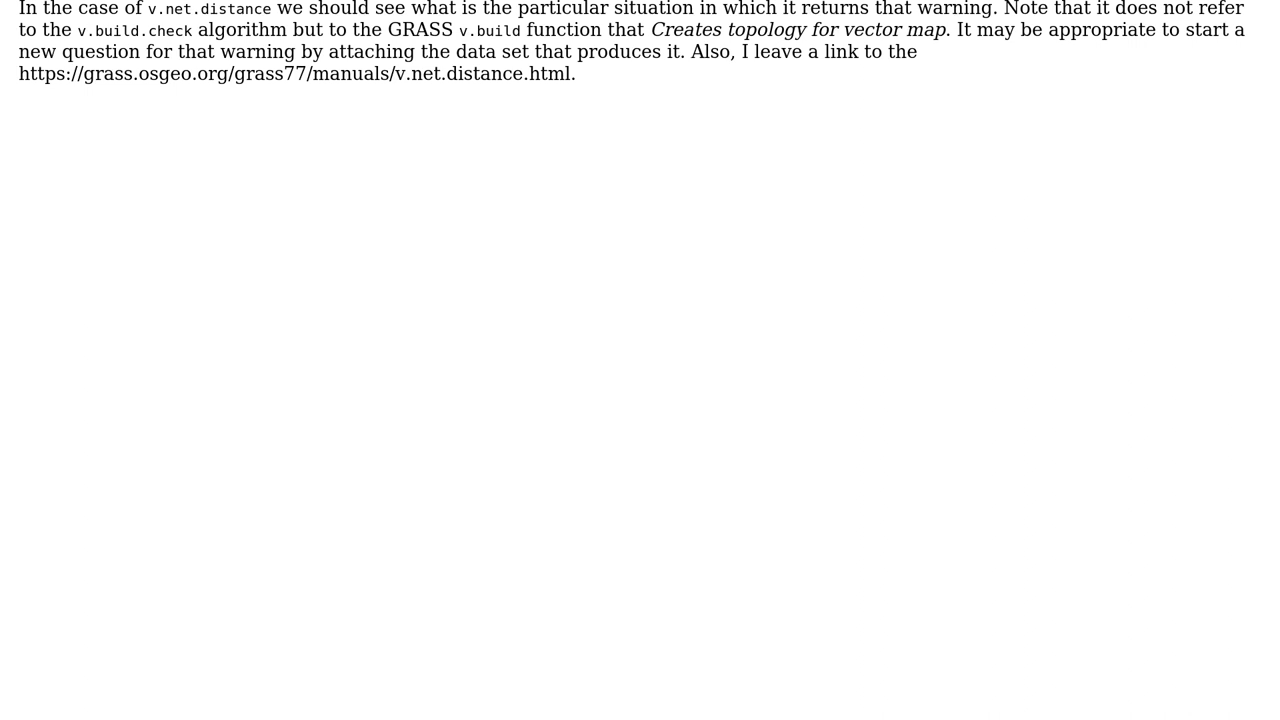 In the case of v.net.distance we should see what is the particular situation in which it returns that warning. Note that it does not refer
to the v.build.check algorithm but to the GRASS v.build function that Creates topology for vector map. It may be appropriate to start a
new question for that warning by attaching the data set that produces it. Also, I leave a link to the
https://grass.osgeo.org/grass77/manuals/v.net.distance.html.